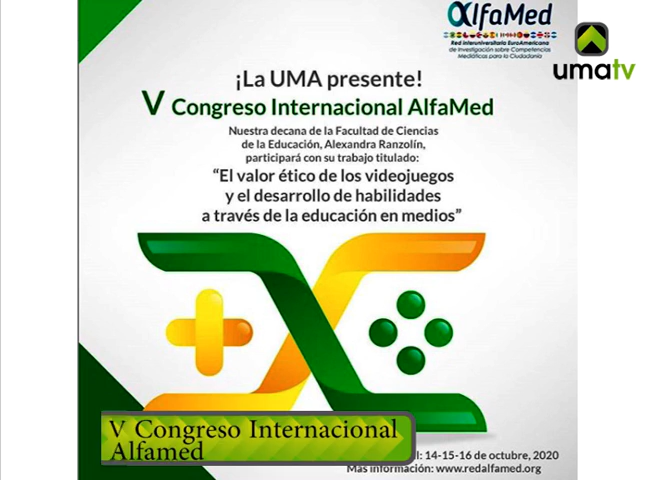 αlfaMed
Red Interuniversitaria EuroAmericana
de Investigación sobre Competencias
Mediáticas para la Ciudadanía
umatv
¡La UMA presente!
V Congreso Internacional AlfaMed
Nuestra decana de la Facultad de Ciencias
de la Educación, Alexandra Ranzolín,
participará con su trabajo titulado:
“El valor ético de los videojuegos
y el desarrollo de habilidades
a través de la educación en medios”
V Congreso Internacional
Alfamed
l: 14-15-16 de octubre, 2020
Más información: www.redalfamed.org